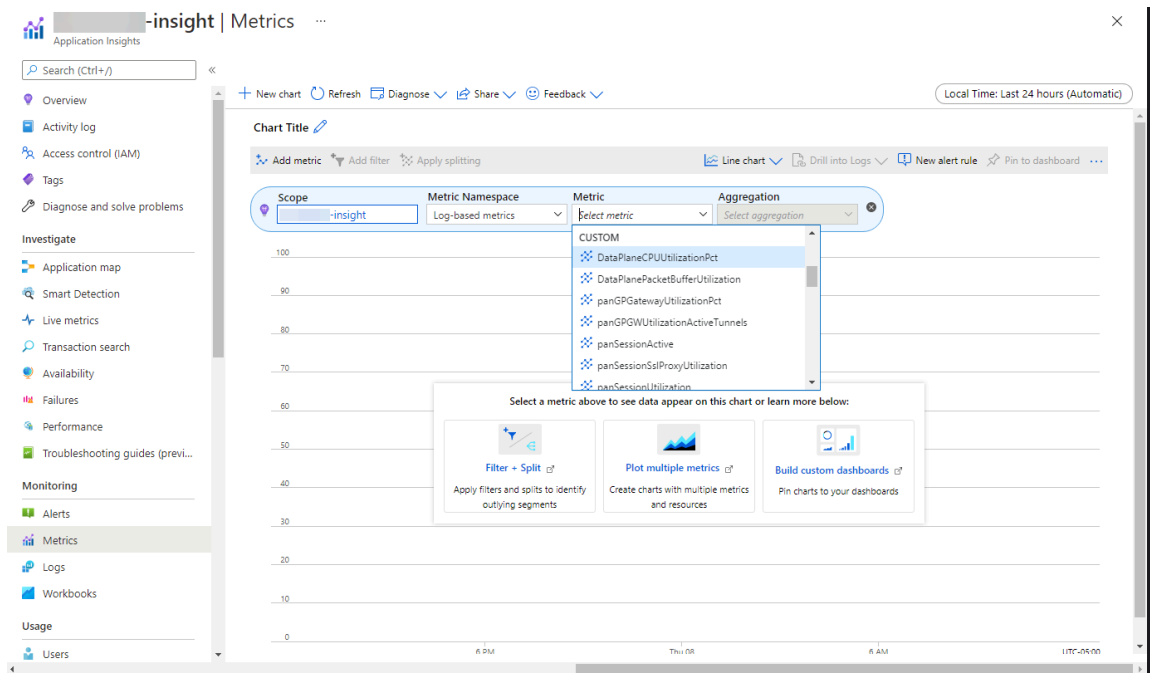 -insight | Metrics ...
Application Insights
Search (Ctrl+/)
«
Overview
Activity log
Access control (IAM)
Tags
Diagnose and solve problems
Investigate
Application map
Smart Detection
Live metrics
Transaction search
Availability
Failures
Performance
Troubleshooting guides (previ...
Monitoring
Alerts
Metrics
Logs
Workbooks
Usage
Users
New chart Refresh Diagnose Share Feedback
Local Time: Last 24 hours (Automatic)
Chart Title
Add metric Add filter Apply splitting
Line chart Drill into Logs New alert rule Pin to dashboard ...
Scope Metric Namespace Metric Aggregation
-insight Log-based metrics Select metric Select aggregation
CUSTOM
DataPlaneCPUUtilizationPct
DataPlanePacketBufferUtilization
panGPGatewayUtilizationPct
panGPGWUtilizationActiveTunnels
panSessionActive
panSessionSslProxyUtilization
panSessionUtilization
100
90
80
70
60
50
40
30
20
10
0
Select a metric above to see data appear on this chart or learn more below:
Filter + Split
Apply filters and splits to identify
outlying segments
Plot multiple metrics
Create charts with multiple metrics
and resources
Build custom dashboards
Pin charts to your dashboards
6 PM Thu 08 6 AM UTC-05:00